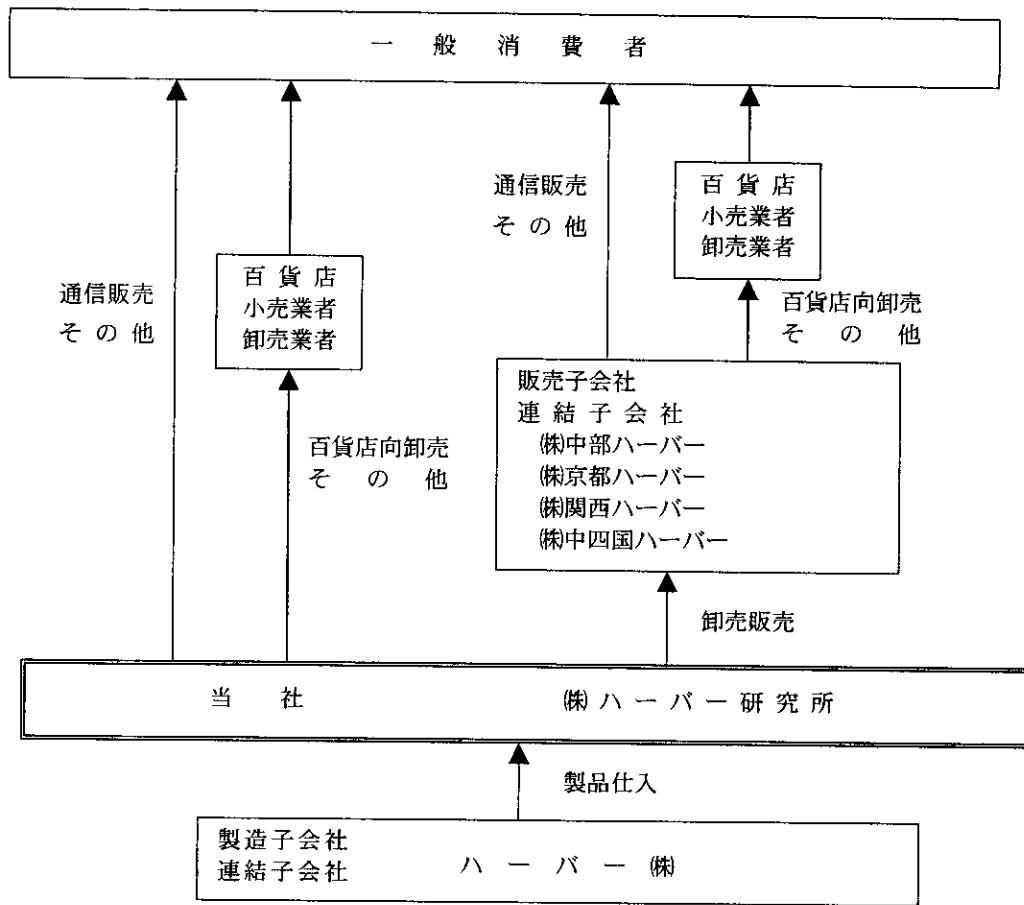 一般消費者
通信販売
その他
百貨店
小売業者
卸売業者
通信販売
その他
百貨店
小売業者
卸売業者
百貨店向卸売
その他
百貨店向卸売
その他
販売子会社
連結子会社
㈱中部ハーバー
㈱京都ハーバー
㈱関西ハーバー
㈱中四国ハーバー
卸売販売
当社 ㈱ハーバー研究所
製品仕入
製造子会社
連結子会社
ハーバー㈱